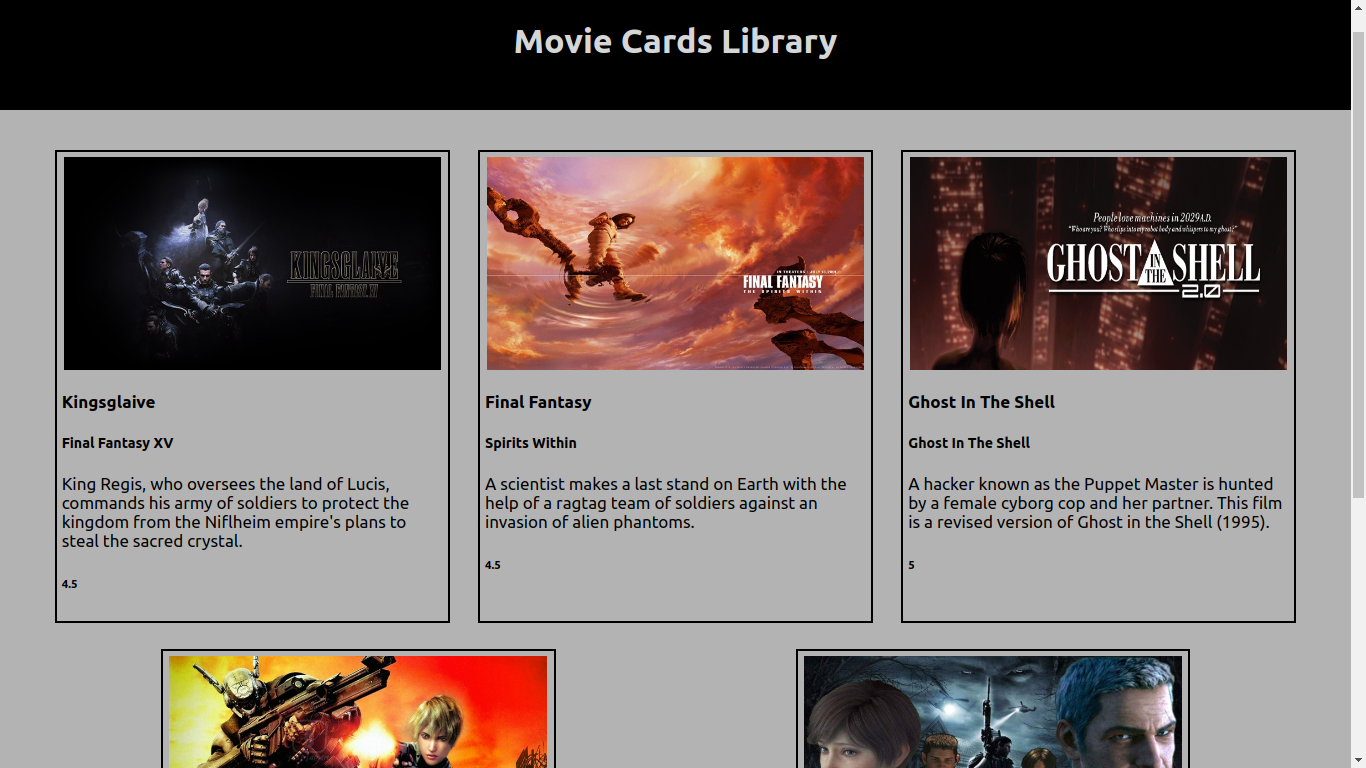 Movie Cards Library
KINGSGLAIVE
FINAL FANTASY XV
IN THEATERS - JULY 11, 2001
FINAL FANTASY
THE SPIRITS WITHIN
People love machines in 2029 A.D.
"Who are you? Who slips into my robot body and whispers to my ghost?"
GHOST IN THE SHELL
2.0
Kingsglaive
Final Fantasy
Ghost In The Shell
Final Fantasy XV
Spirits Within
Ghost In The Shell
King Regis, who oversees the land of Lucis,
commands his army of soldiers to protect the
kingdom from the Niflheim empire's plans to
steal the sacred crystal.
A scientist makes a last stand on Earth with the
help of a ragtag team of soldiers against an
invasion of alien phantoms.
A hacker known as the Puppet Master is hunted
by a female cyborg cop and her partner. This film
is a revised version of Ghost in the Shell (1995).
4.5
4.5
5